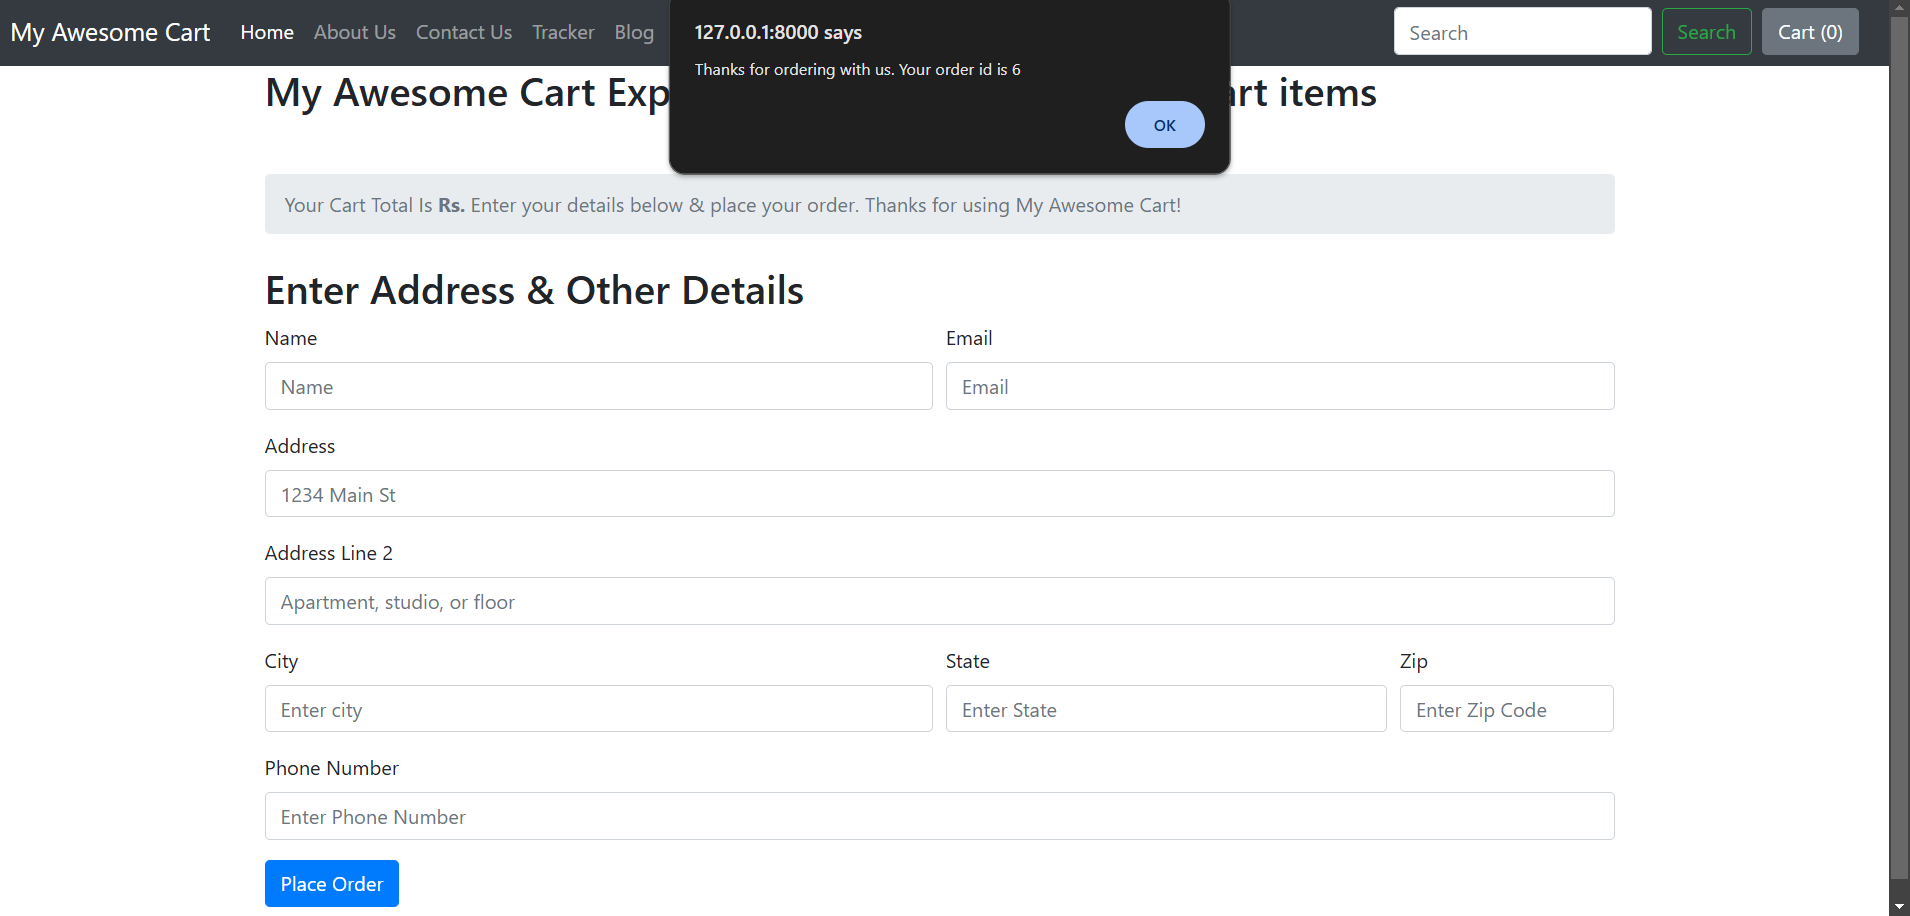 My Awesome Cart Home About Us Contact Us Tracker Blog Search Search Cart (0)
127.0.0.1:8000 says
Thanks for ordering with us. Your order id is 6
OK
My Awesome Cart items
Your Cart Total Is Rs. Enter your details below & place your order. Thanks for using My Awesome Cart!
Enter Address & Other Details
Name Email
Name Email
Address
1234 Main St
Address Line 2
Apartment, studio, or floor
City State Zip
Enter city Enter State Enter Zip Code
Phone Number
Enter Phone Number
Place Order